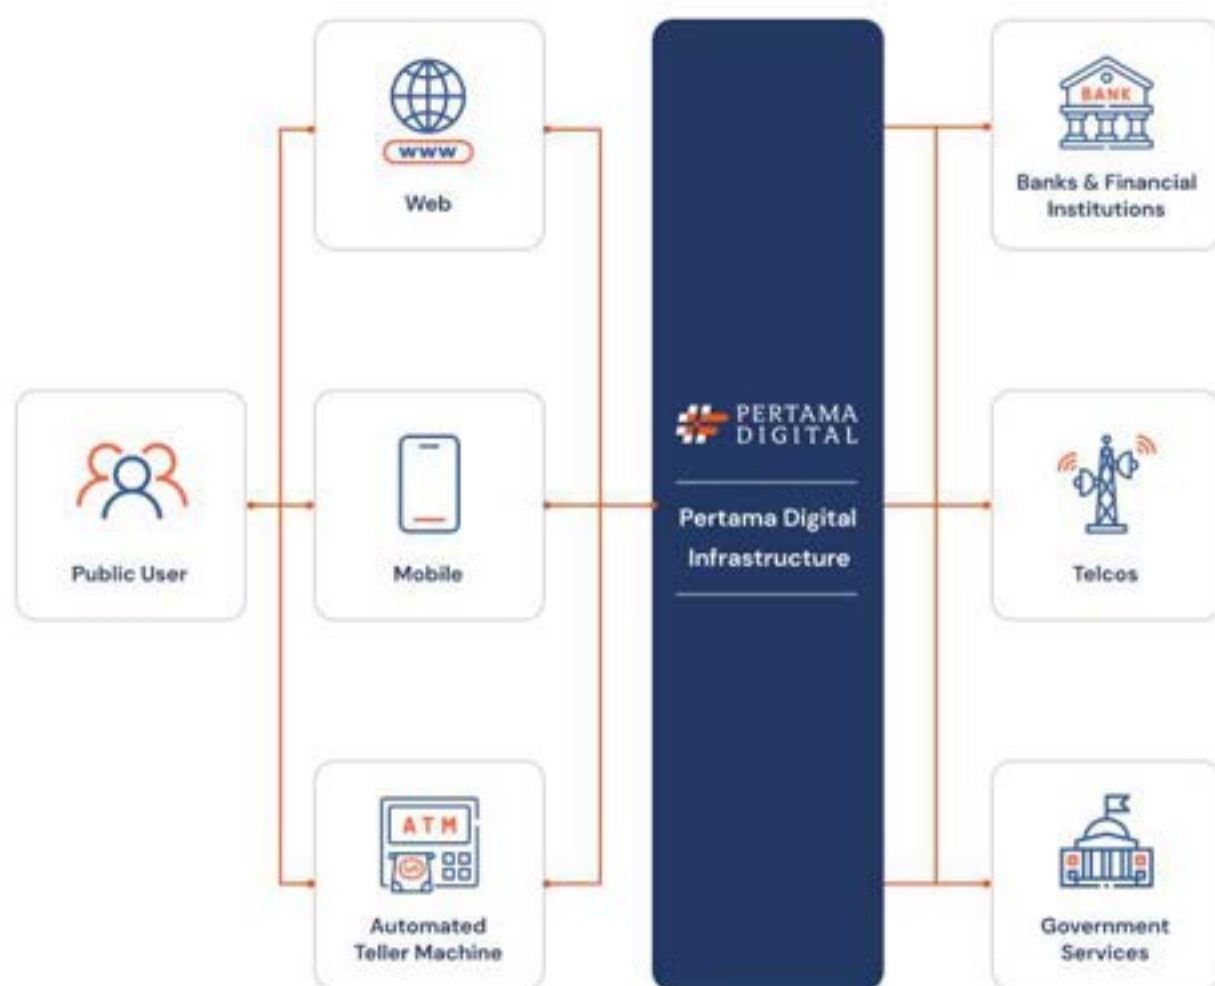 WWW
Web
BANK
Banks & Financial
Institutions
PERTAMA
DIGITAL
Pertama Digital
Infrastructure
Public User
Mobile
Telcos
ATM
Automated
Teller Machine
Government
Services